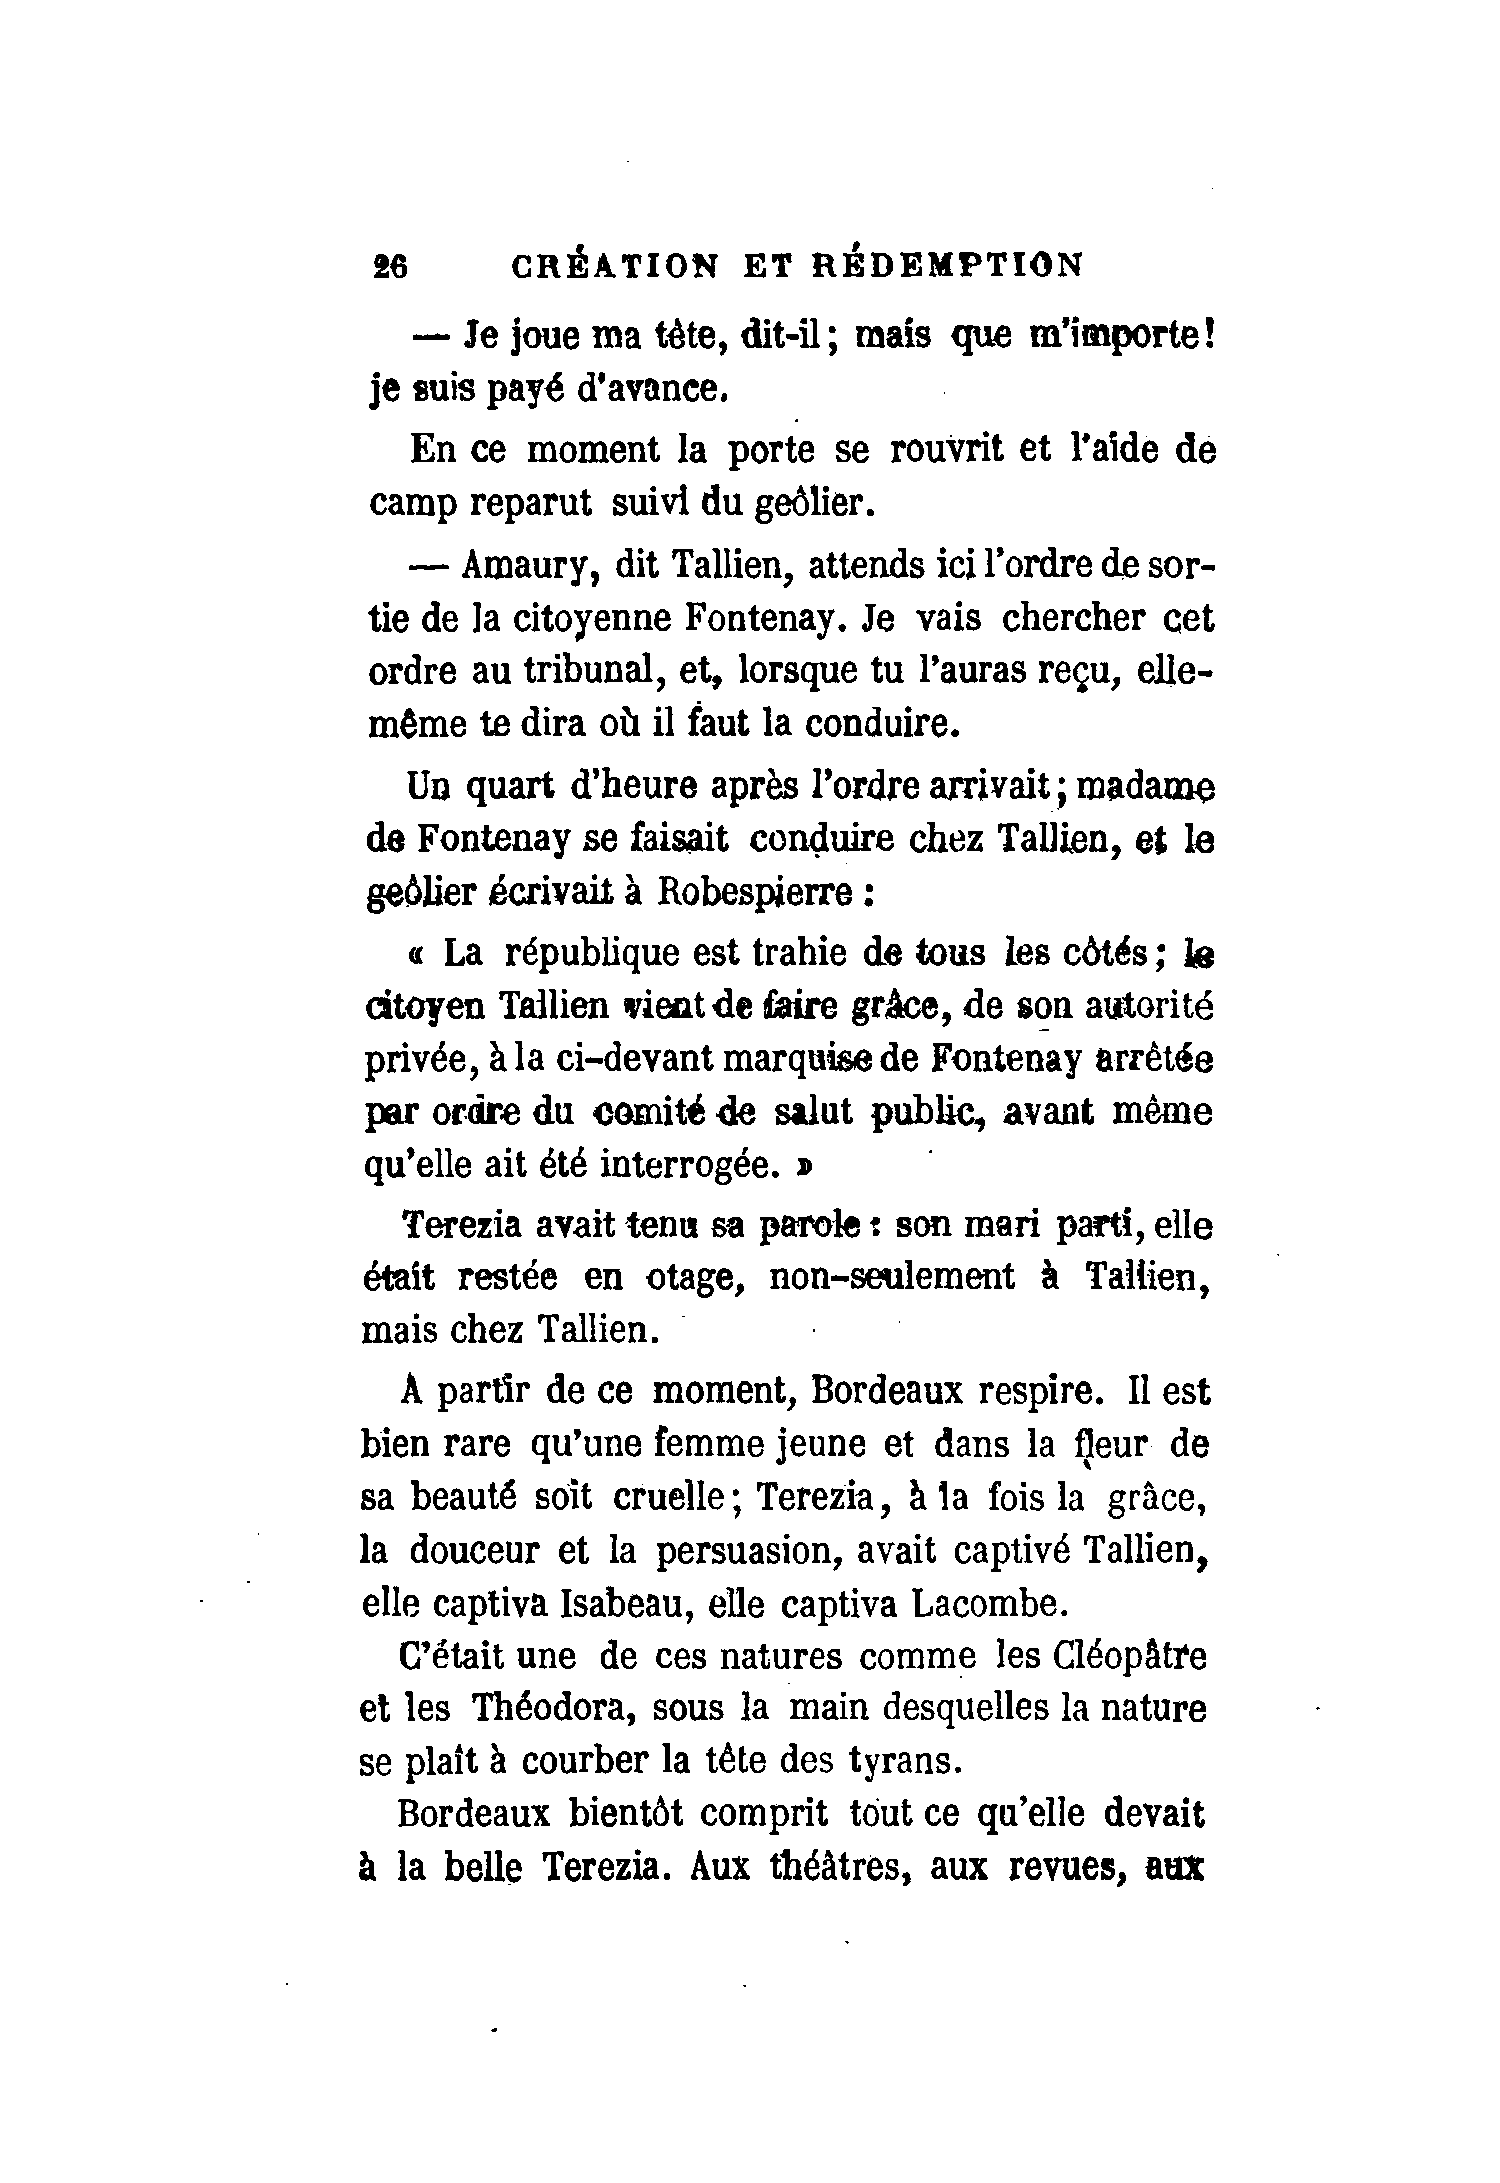 26 CRÉATION ET RÉDEMPTION
— Je joue ma tête, dit-il; mais que m'importe!
je suis payé d'avance.
En ce moment la porte se rouvrit et l'aide de
camp reparut suivi du geôlier.
— Amaury, dit Tallien, attends ici l'ordre de sor-
tie de la citoyenne Fontenay. Je vais chercher cet
ordre au tribunal, et, lorsque tu l'auras reçu, elle-
même te dira où il faut la conduire.
Un quart d'heure après l'ordre arrivait; madame
de Fontenay se faisait conduire chez Tallien, et le
geôlier écrivait à Robespierre :
« La république est trahie de tous les côtés; le
citoyen Tallien vient de faire grâce, de son autorité
privée, à la ci-devant marquise de Fontenay arrêtée
par ordre du comité de salut public, avant même
qu'elle ait été interrogée. »
Terezia avait tenu sa parole : son mari parti, elle
était restée en otage, non-seulement à Tallien,
mais chez Tallien.
A partir de ce moment, Bordeaux respire. Il est
bien rare qu'une femme jeune et dans la fleur de
sa beauté soit cruelle; Terezia, à la fois la grâce,
la douceur et la persuasion, avait captivé Tallien,
elle captiva Isabeau, elle captiva Lacombe.
C'était une de ces natures comme les Cléopâtre
et les Théodora, sous la main desquelles la nature
se plaît à courber la tête des tyrans.
Bordeaux bientôt comprit tout ce qu'elle devait
à la belle Terezia. Aux théâtres, aux revues, aux